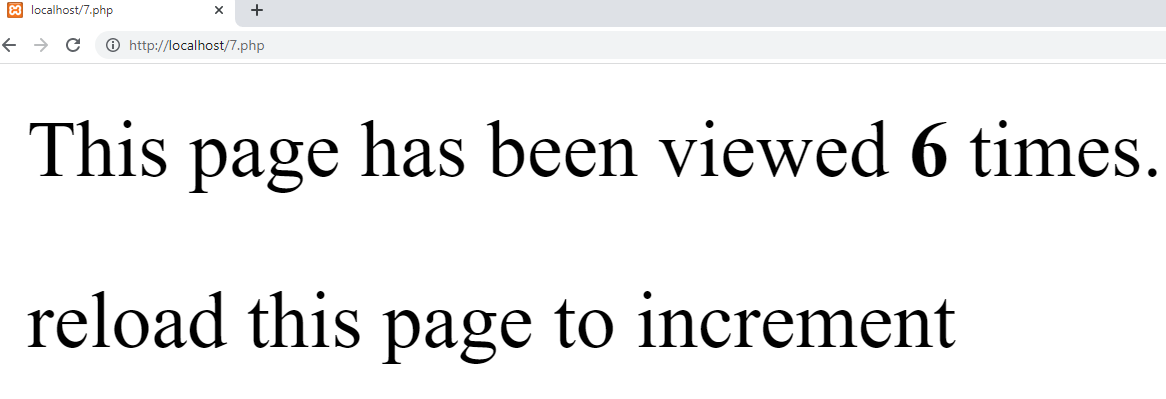 localhost/7.php
http://localhost/7.php
This page has been viewed 6 times.
reload this page to increment